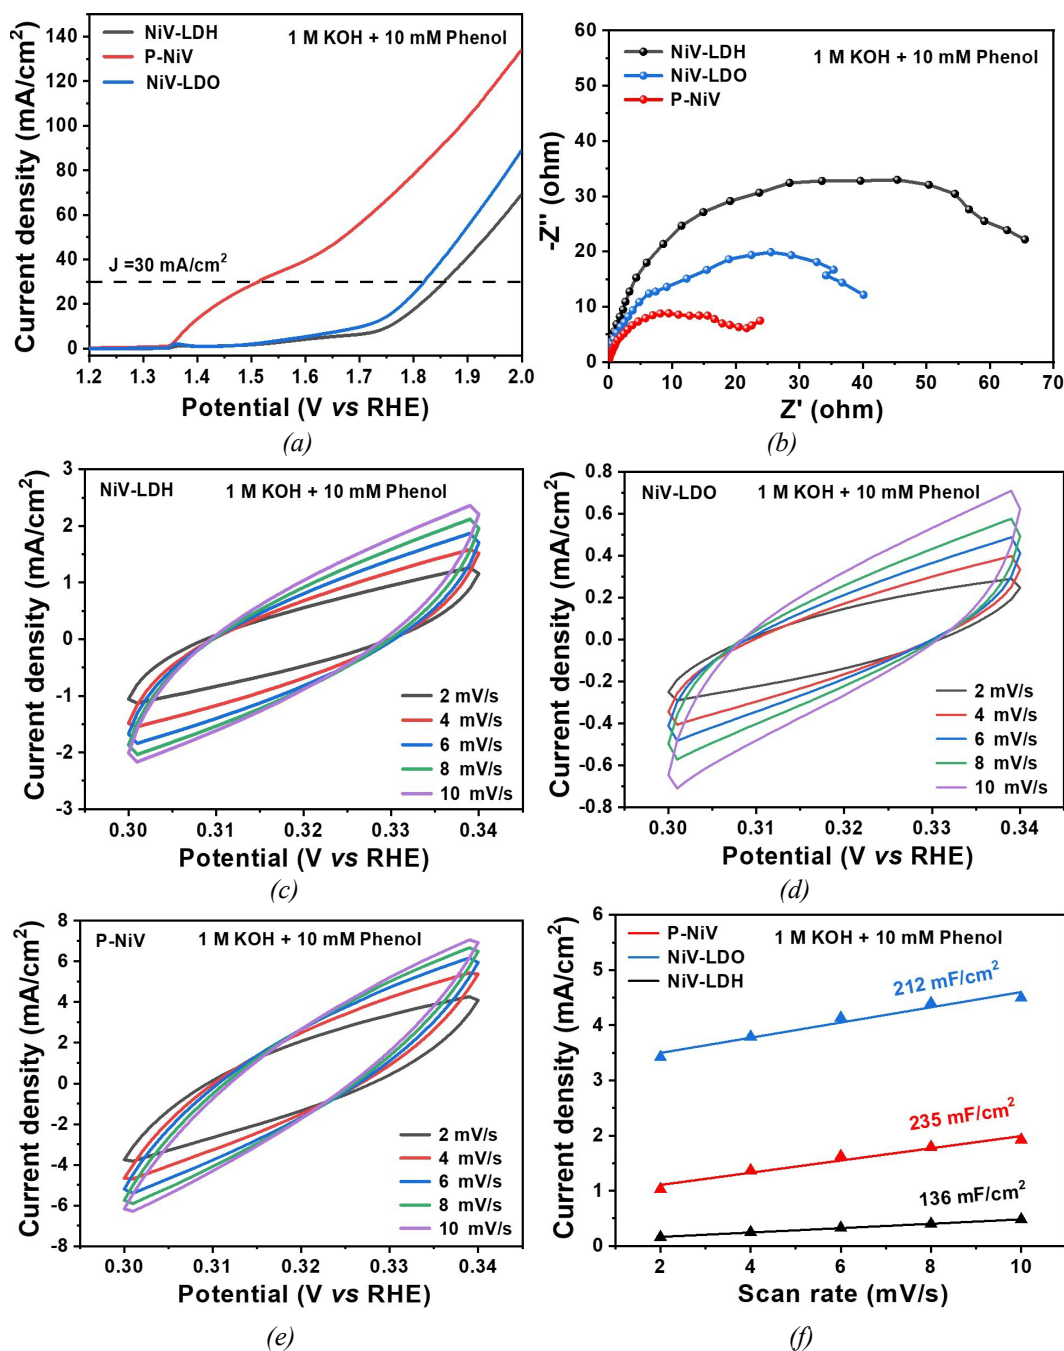 NiV-LDH
P-NiV
NiV-LDO
1 M KOH + 10 mM Phenol
J =30 mA/cm²
Current density (mA/cm²)
140
120
100
80
60
40
20
0
1.2 1.3 1.4 1.5 1.6 1.7 1.8 1.9 2.0
Potential (V vs RHE)
(a)
NiV-LDH
NiV-LDO
P-NiV
1 M KOH + 10 mM Phenol
-Z" (ohm)
60
50
40
30
20
10
0
0 10 20 30 40 50 60 70
Z' (ohm)
(b)
NiV-LDH 1 M KOH + 10 mM Phenol
Current density (mA/cm²)
3
2
1
0
-1
-2
-3
2 mV/s
4 mV/s
6 mV/s
8 mV/s
10 mV/s
0.30 0.31 0.32 0.33 0.34
Potential (V vs RHE)
(c)
NiV-LDO 1 M KOH + 10 mM Phenol
Current density (mA/cm²)
0.8
0.6
0.4
0.2
0.0
-0.2
-0.4
-0.6
-0.8
2 mV/s
4 mV/s
6 mV/s
8 mV/s
10 mV/s
0.30 0.31 0.32 0.33 0.34
Potential (V vs RHE)
(d)
P-NiV 1 M KOH + 10 mM Phenol
Current density (mA/cm²)
8
6
4
2
0
-2
-4
-6
-8
2 mV/s
4 mV/s
6 mV/s
8 mV/s
10 mV/s
0.30 0.31 0.32 0.33 0.34
Potential (V vs RHE)
(e)
P-NiV
NiV-LDO
NiV-LDH
1 M KOH + 10 mM Phenol
212 mF/cm²
235 mF/cm²
136 mF/cm²
Current density (mA/cm²)
6
5
4
3
2
1
0
2 4 6 8 10
Scan rate (mV/s)
(f)